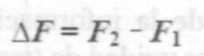 ΔF = F₂ − F₁